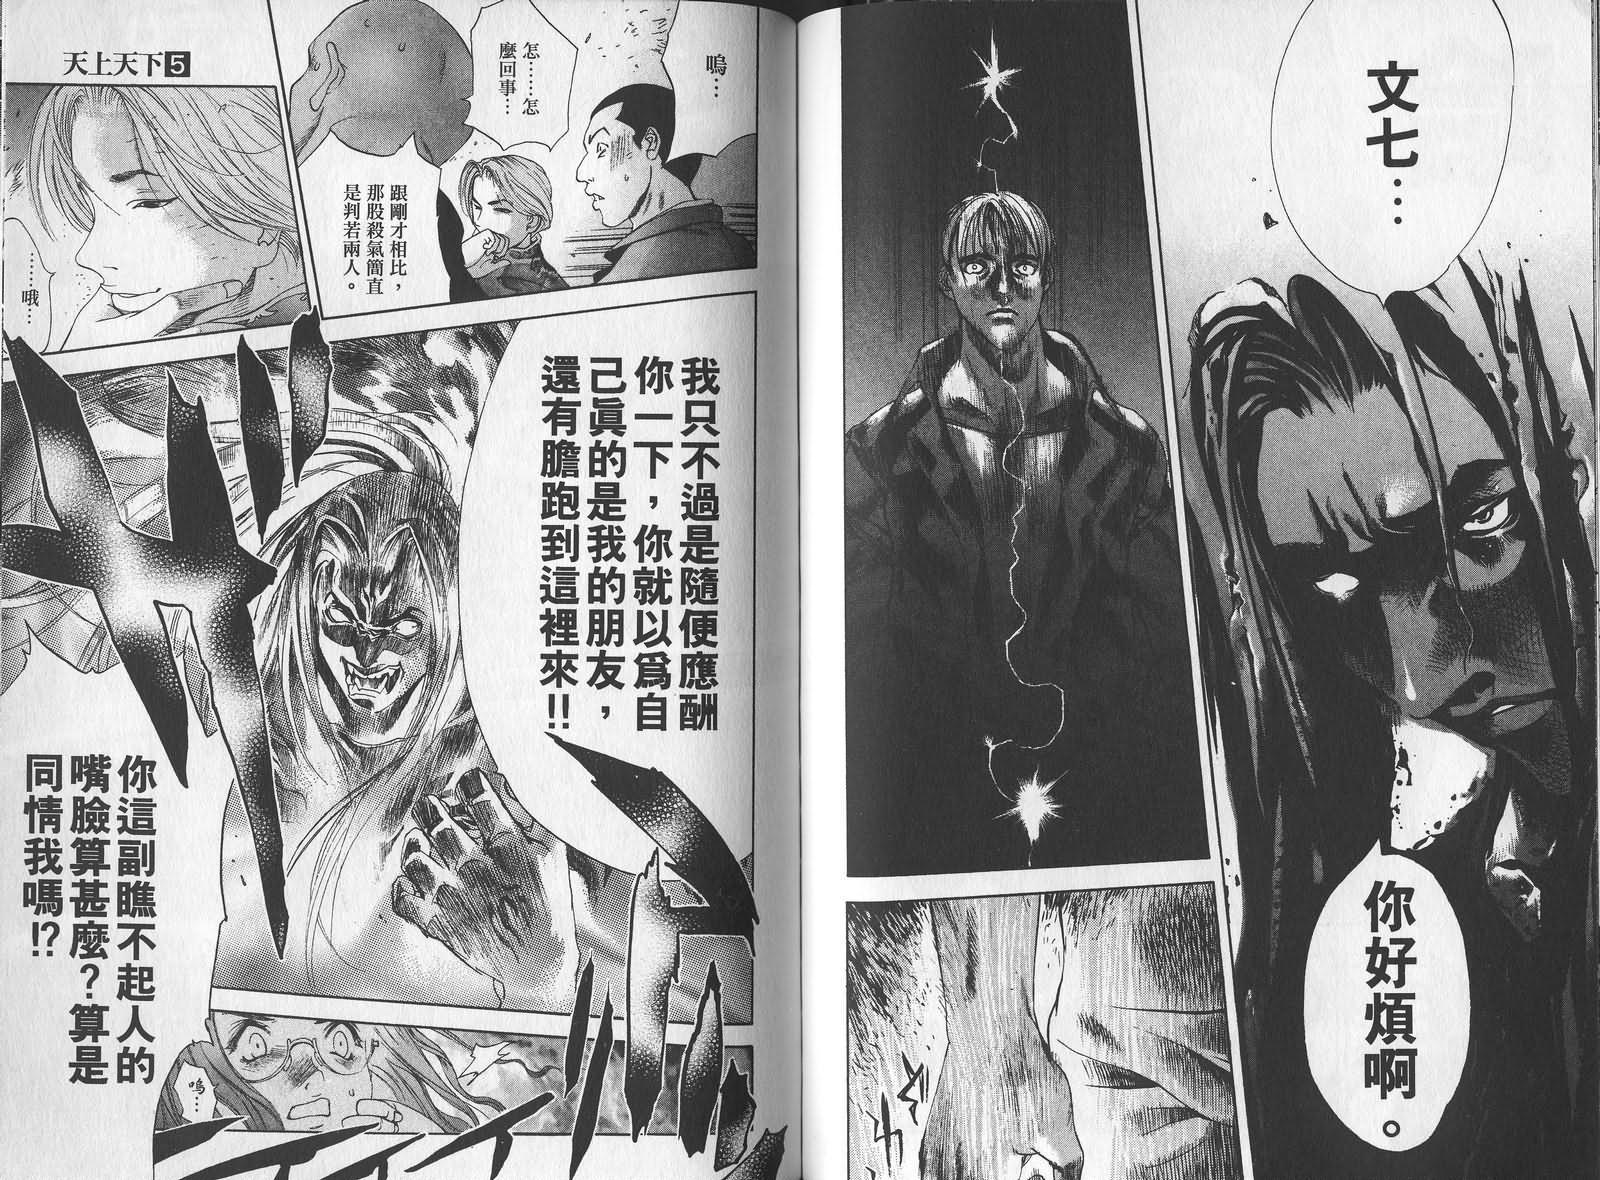 文七…
你好煩啊。
天上天下5
嗚…
怎……怎
麼回事…
跟剛才相比，
那股殺氣簡直
是判若兩人。
……哦…
我只不過是隨便應酬
你一下，你就以爲自
己真的是我的朋友，
還有膽跑到這裡來!!
你這副瞧不起人的
嘴臉算甚麼？算是
同情我嗎!?
嗚…